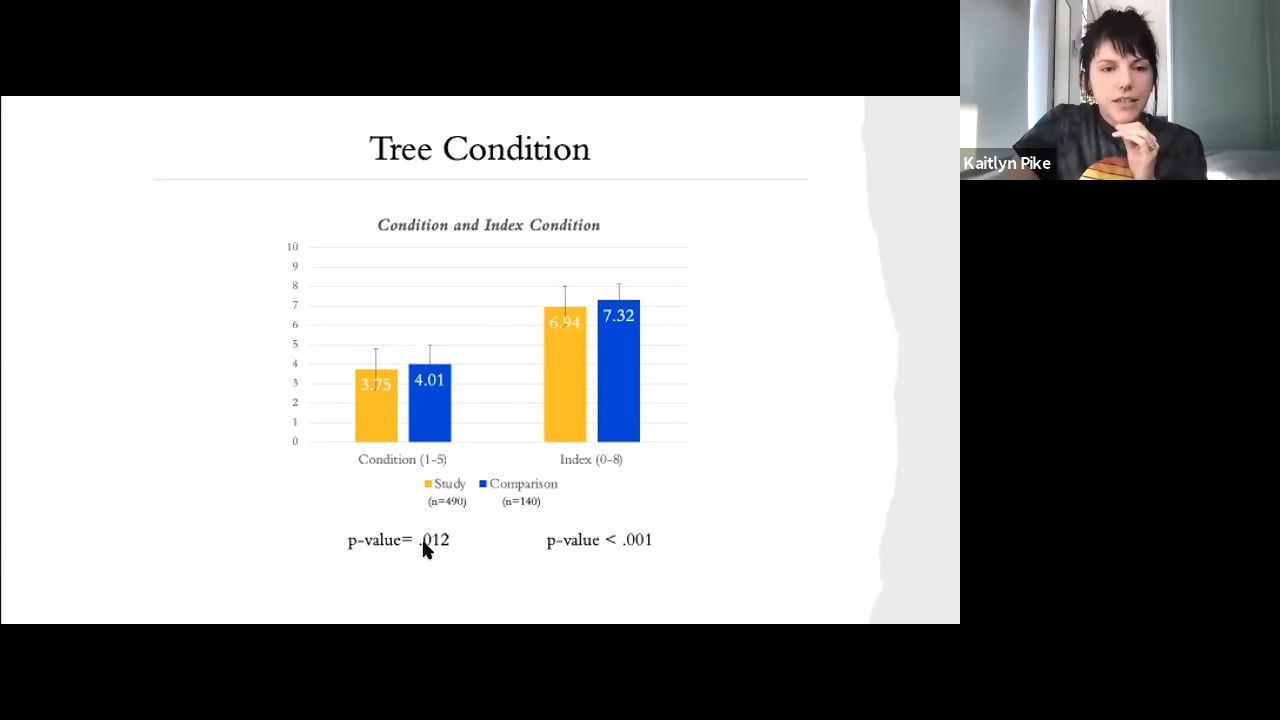 Tree Condition
Condition and Index Condition
10
9
8
7
6
5
4
3
2
1
0
3.75
4.01
6.94
7.32
Condition (1-5)
Index (0-8)
Study
Comparison
(n=490)
(n=140)
p-value= .012
p-value < .001
Kaitlyn Pike